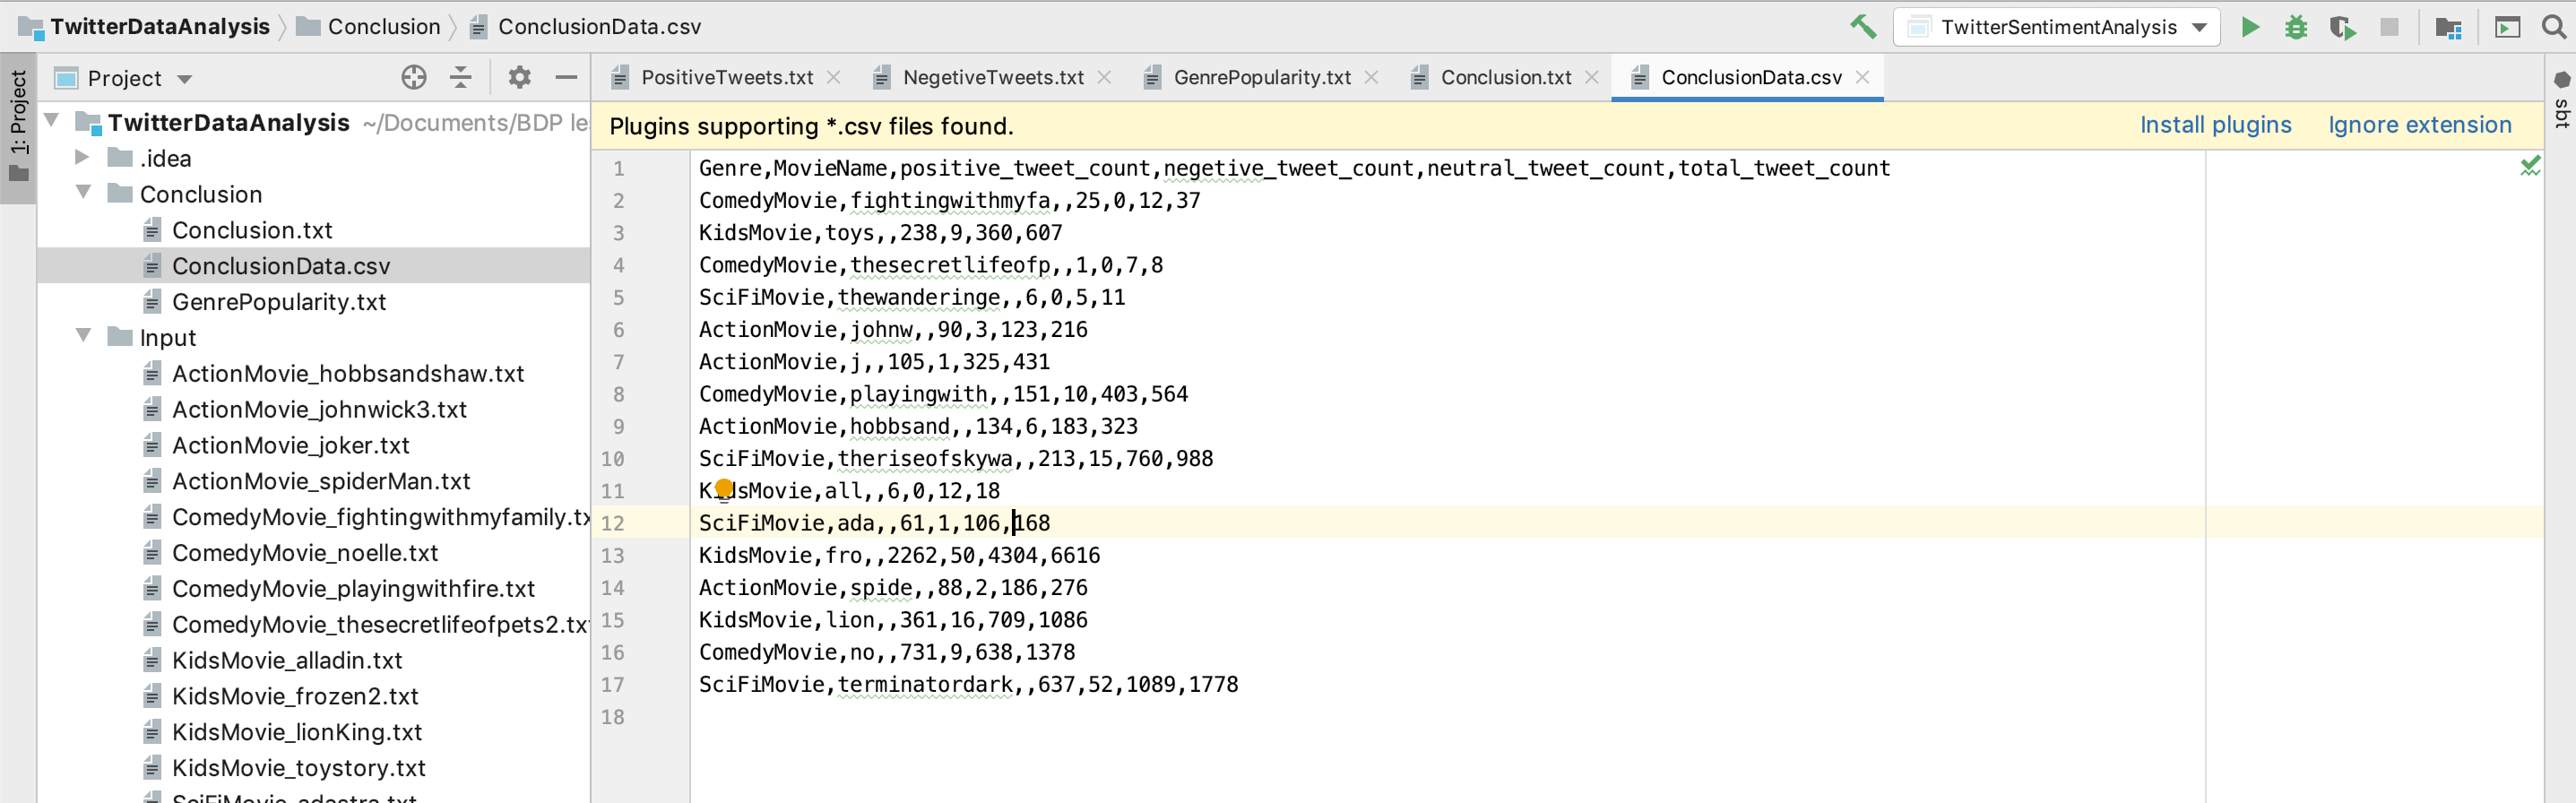 TwitterDataAnalysis Conclusion ConclusionData.csv TwitterSentimentAnalysis
1: Project
Project
PositiveTweets.txt NegetiveTweets.txt GenrePopularity.txt Conclusion.txt ConclusionData.csv
sbt
Plugins supporting *.csv files found. Install plugins Ignore extension
TwitterDataAnalysis ~/Documents/BDP le
.idea
Conclusion
Conclusion.txt
ConclusionData.csv
GenrePopularity.txt
Input
ActionMovie_hobbsandshaw.txt
ActionMovie_johnwick3.txt
ActionMovie_joker.txt
ActionMovie_spiderMan.txt
ComedyMovie_fightingwithmyfamily.tx
ComedyMovie_noelle.txt
ComedyMovie_playingwithfire.txt
ComedyMovie_thesecretlifeofpets2.tx
KidsMovie_alladin.txt
KidsMovie_frozen2.txt
KidsMovie_lionKing.txt
KidsMovie_toystory.txt
SciFiMovie_adastra.txt
1 Genre,MovieName,positive_tweet_count,negetive_tweet_count,neutral_tweet_count,total_tweet_count
2 ComedyMovie,fightingwithmyfa,,25,0,12,37
3 KidsMovie,toys,,238,9,360,607
4 ComedyMovie,thesecretlifeofp,,1,0,7,8
5 SciFiMovie,thewanderinge,,6,0,5,11
6 ActionMovie,johnw,,90,3,123,216
7 ActionMovie,j,,105,1,325,431
8 ComedyMovie,playingwith,,151,10,403,564
9 ActionMovie,hobbsand,,134,6,183,323
10 SciFiMovie,theriseofskywa,,213,15,760,988
11 KidsMovie,all,,6,0,12,18
12 SciFiMovie,ada,,61,1,106,168
13 KidsMovie,fro,,2262,50,4304,6616
14 ActionMovie,spide,,88,2,186,276
15 KidsMovie,lion,,361,16,709,1086
16 ComedyMovie,no,,731,9,638,1378
17 SciFiMovie,terminatordark,,637,52,1089,1778
18